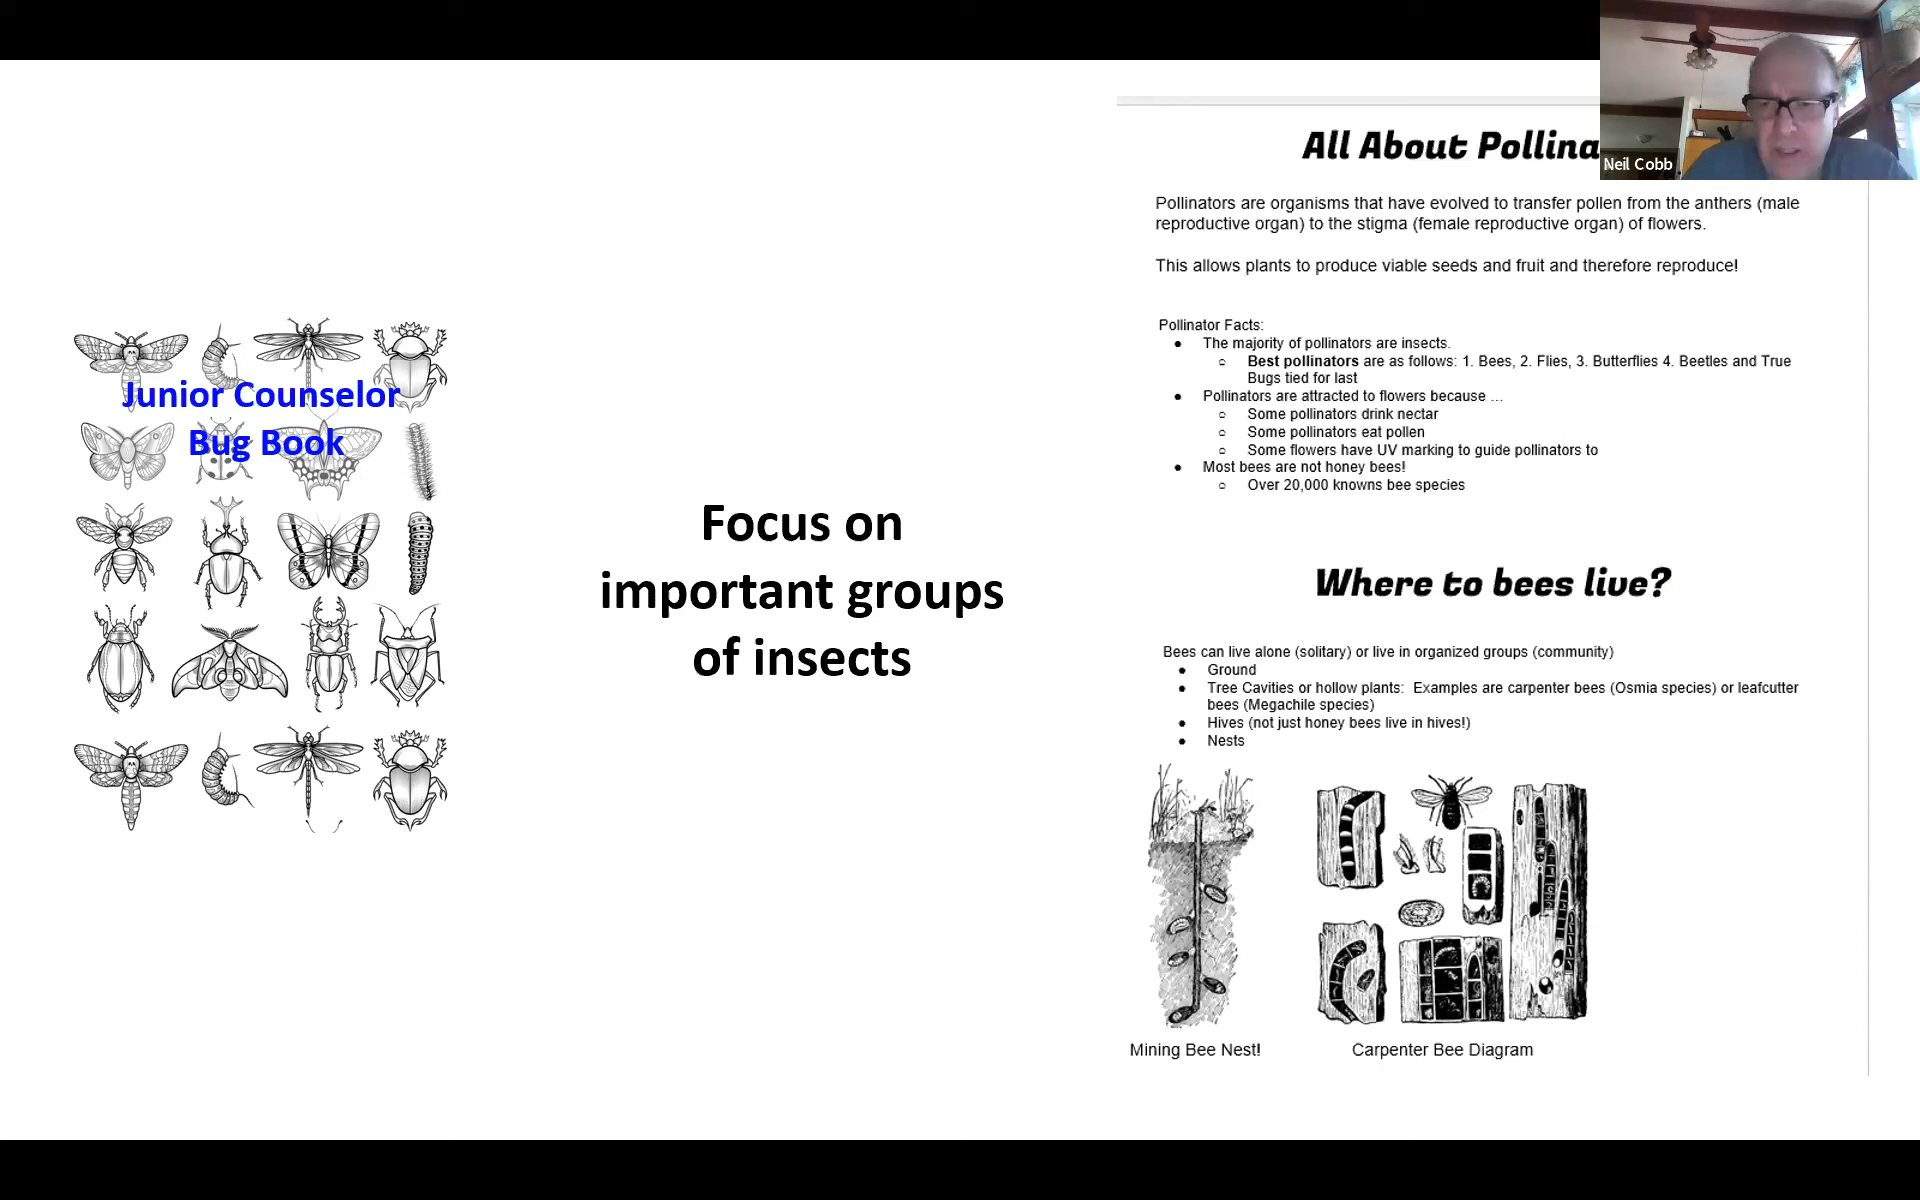 Junior Counselor
Bug Book
Focus on
important groups
of insects
All About Pollina
Neil Cobb
Pollinators are organisms that have evolved to transfer pollen from the anthers (male
reproductive organ) to the stigma (female reproductive organ) of flowers.
This allows plants to produce viable seeds and fruit and therefore reproduce!
Pollinator Facts:
● The majority of pollinators are insects.
○ Best pollinators are as follows: 1. Bees, 2. Flies, 3. Butterflies 4. Beetles and True
Bugs tied for last
● Pollinators are attracted to flowers because ...
○ Some pollinators drink nectar
○ Some pollinators eat pollen
○ Some flowers have UV marking to guide pollinators to
● Most bees are not honey bees!
○ Over 20,000 knowns bee species
Where to bees live?
Bees can live alone (solitary) or live in organized groups (community)
● Ground
● Tree Cavities or hollow plants: Examples are carpenter bees (Osmia species) or leafcutter
bees (Megachile species)
● Hives (not just honey bees live in hives!)
● Nests
Mining Bee Nest!
Carpenter Bee Diagram